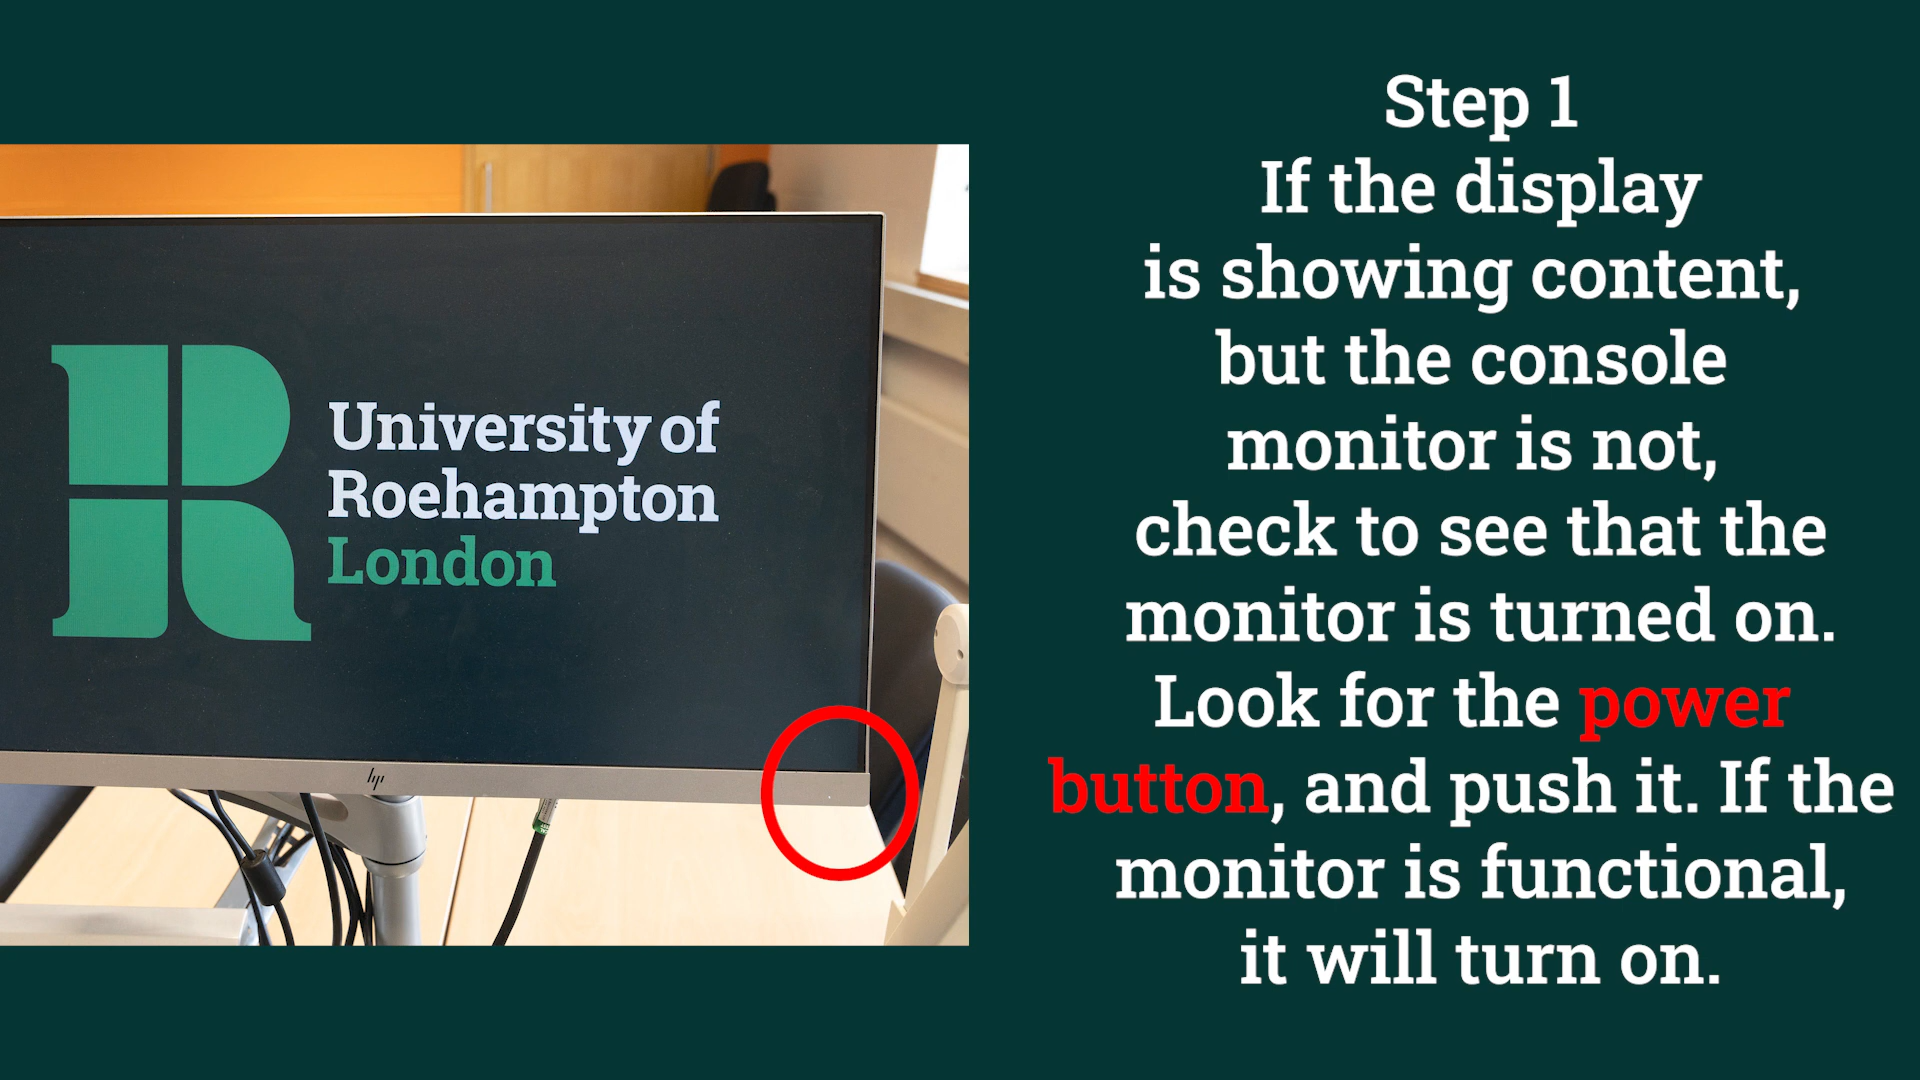 University of
Roehampton
London
hp
Step 1
If the display
is showing content,
but the console
monitor is not,
check to see that the
monitor is turned on.
Look for the power
button, and push it. If the
monitor is functional,
it will turn on.